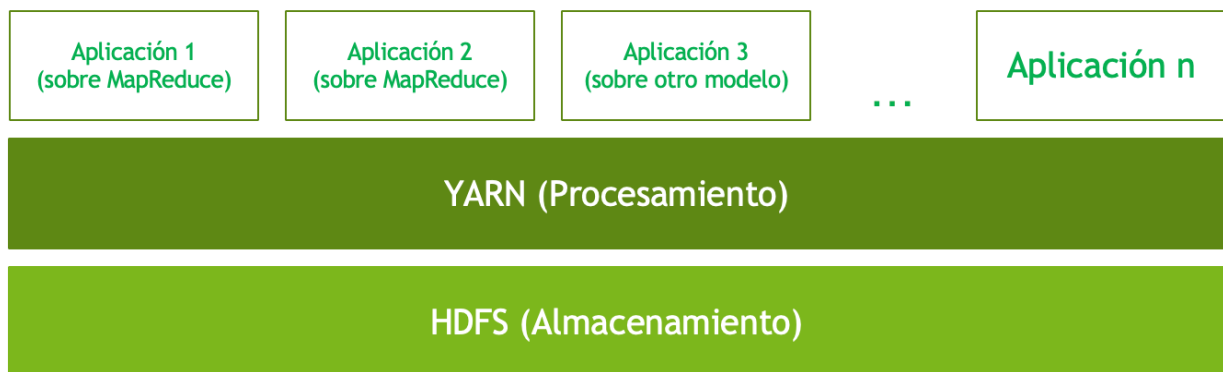 Aplicación 1
(sobre MapReduce)
Aplicación 2
(sobre MapReduce)
Aplicación 3
(sobre otro modelo)
...
Aplicación n
YARN (Procesamiento)
HDFS (Almacenamiento)